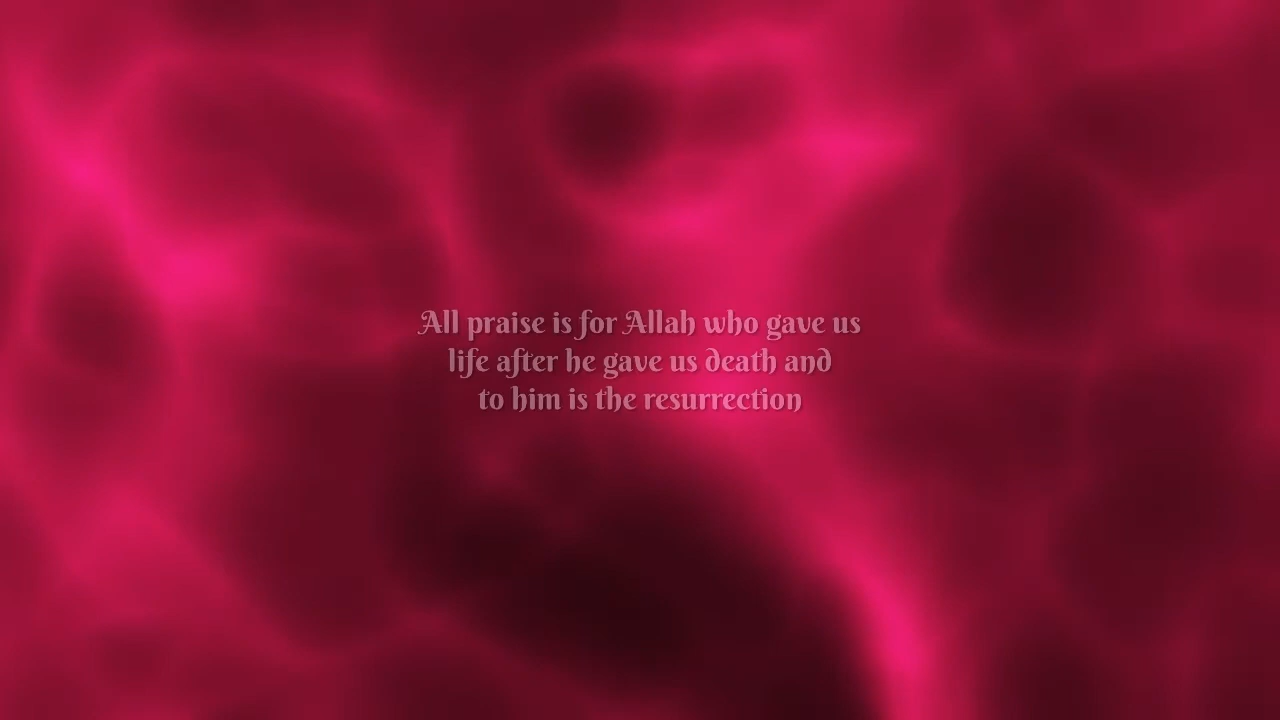 All praise is for Allah who gave us
life after he gave us death and
to him is the resurrection